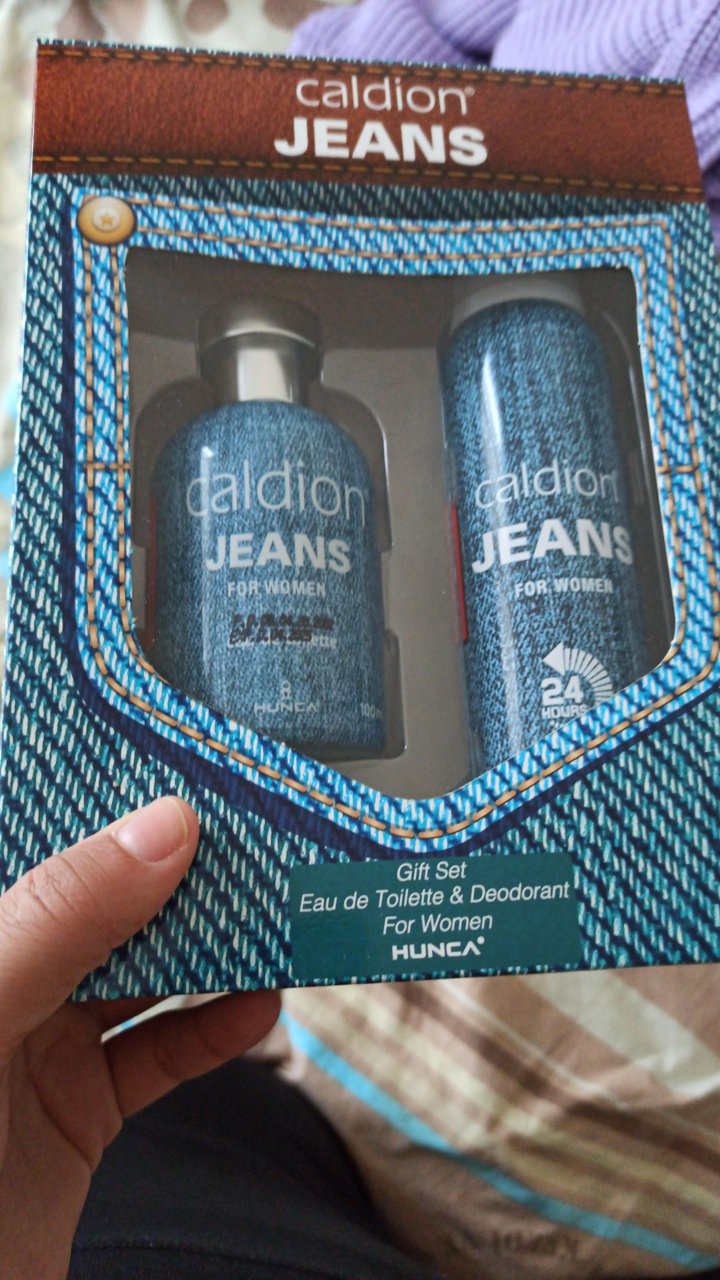 caldion®
JEANS
caldion
JEANS
FOR WOMEN
HUNCA
caldion
JEANS
FOR WOMEN
24
HOURS
Gift Set
Eau de Toilette & Deodorant
For Women
HUNCA